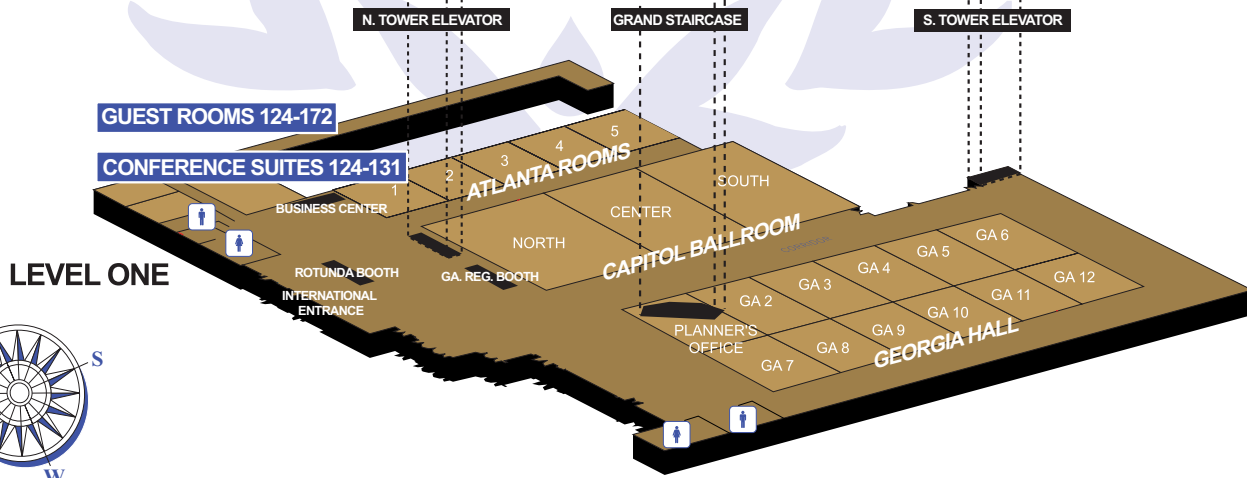 N. TOWER ELEVATOR
GRAND STAIRCASE
S. TOWER ELEVATOR
GUEST ROOMS 124-172
CONFERENCE SUITES 124-131
1
2
3
4
5
ATLANTA ROOMS
BUSINESS CENTER
NORTH
CENTER
SOUTH
CAPITOL BALLROOM
LEVEL ONE
ROTUNDA BOOTH
GA. REG. BOOTH
INTERNATIONAL
ENTRANCE
PLANNER'S
OFFICE
GA 2
GA 3
GA 4
GA 5
GA 6
GA 7
GA 8
GA 9
GA 10
GA 11
GA 12
GEORGIA HALL
S
W